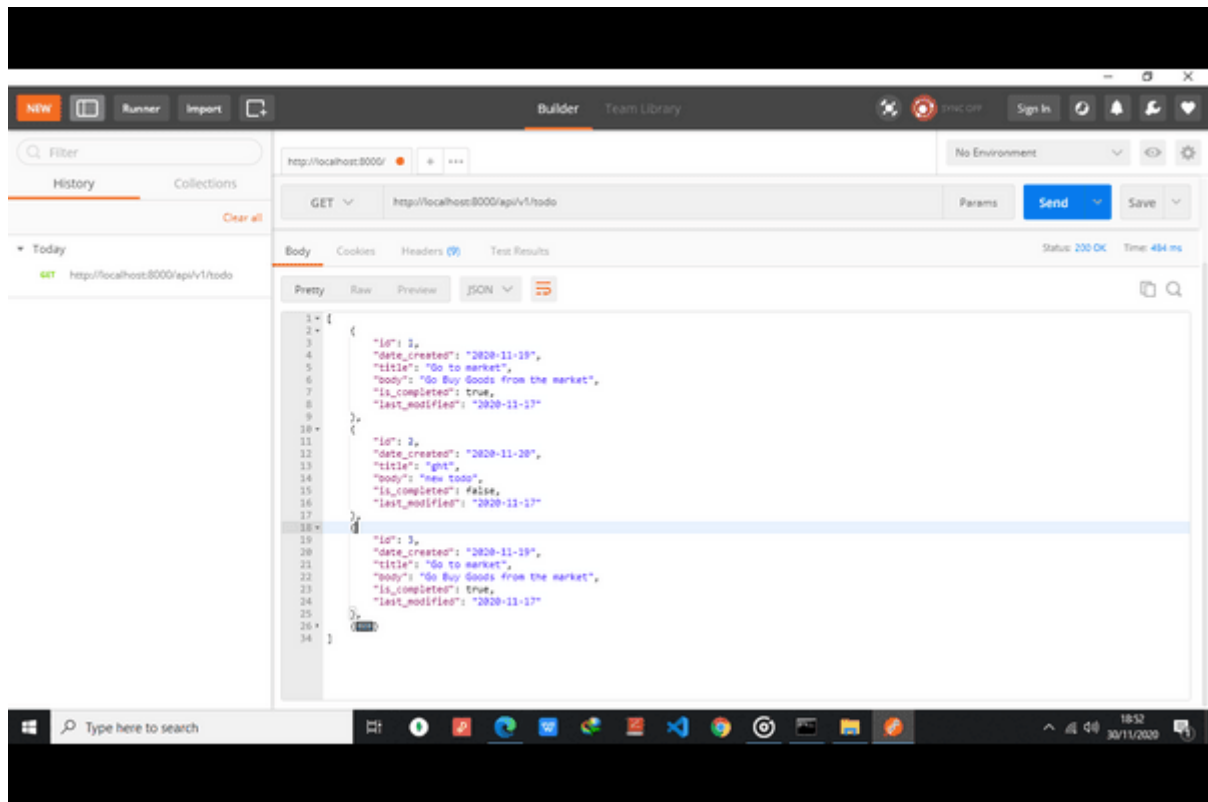 NEW Runner Import Builder Team Library SYNC OFF Sign In
Filter
History Collections
Clear all
Today
GET http://localhost:8000/api/v1/todo
http://localhost:8000/ + ••• No Environment
GET http://localhost:8000/api/v1/todo Params Send Save
Body Cookies Headers (9) Test Results Status: 200 OK Time: 484 ms
Pretty Raw Preview JSON
1 [
2 {
3 "id": 1,
4 "date_created": "2020-11-19",
5 "title": "Go to market",
6 "body": "Go Buy Goods from the market",
7 "is_completed": true,
8 "last_modified": "2020-11-17"
9 },
10 {
11 "id": 2,
12 "date_created": "2020-11-20",
13 "title": "ght",
14 "body": "new todo",
15 "is_completed": false,
16 "last_modified": "2020-11-17"
17 },
18 {
19 "id": 3,
20 "date_created": "2020-11-19",
21 "title": "Go to market",
22 "body": "Go Buy Goods from the market",
23 "is_completed": true,
24 "last_modified": "2020-11-17"
25 },
26 {}
34 ]
Type here to search
18:52
30/11/2020